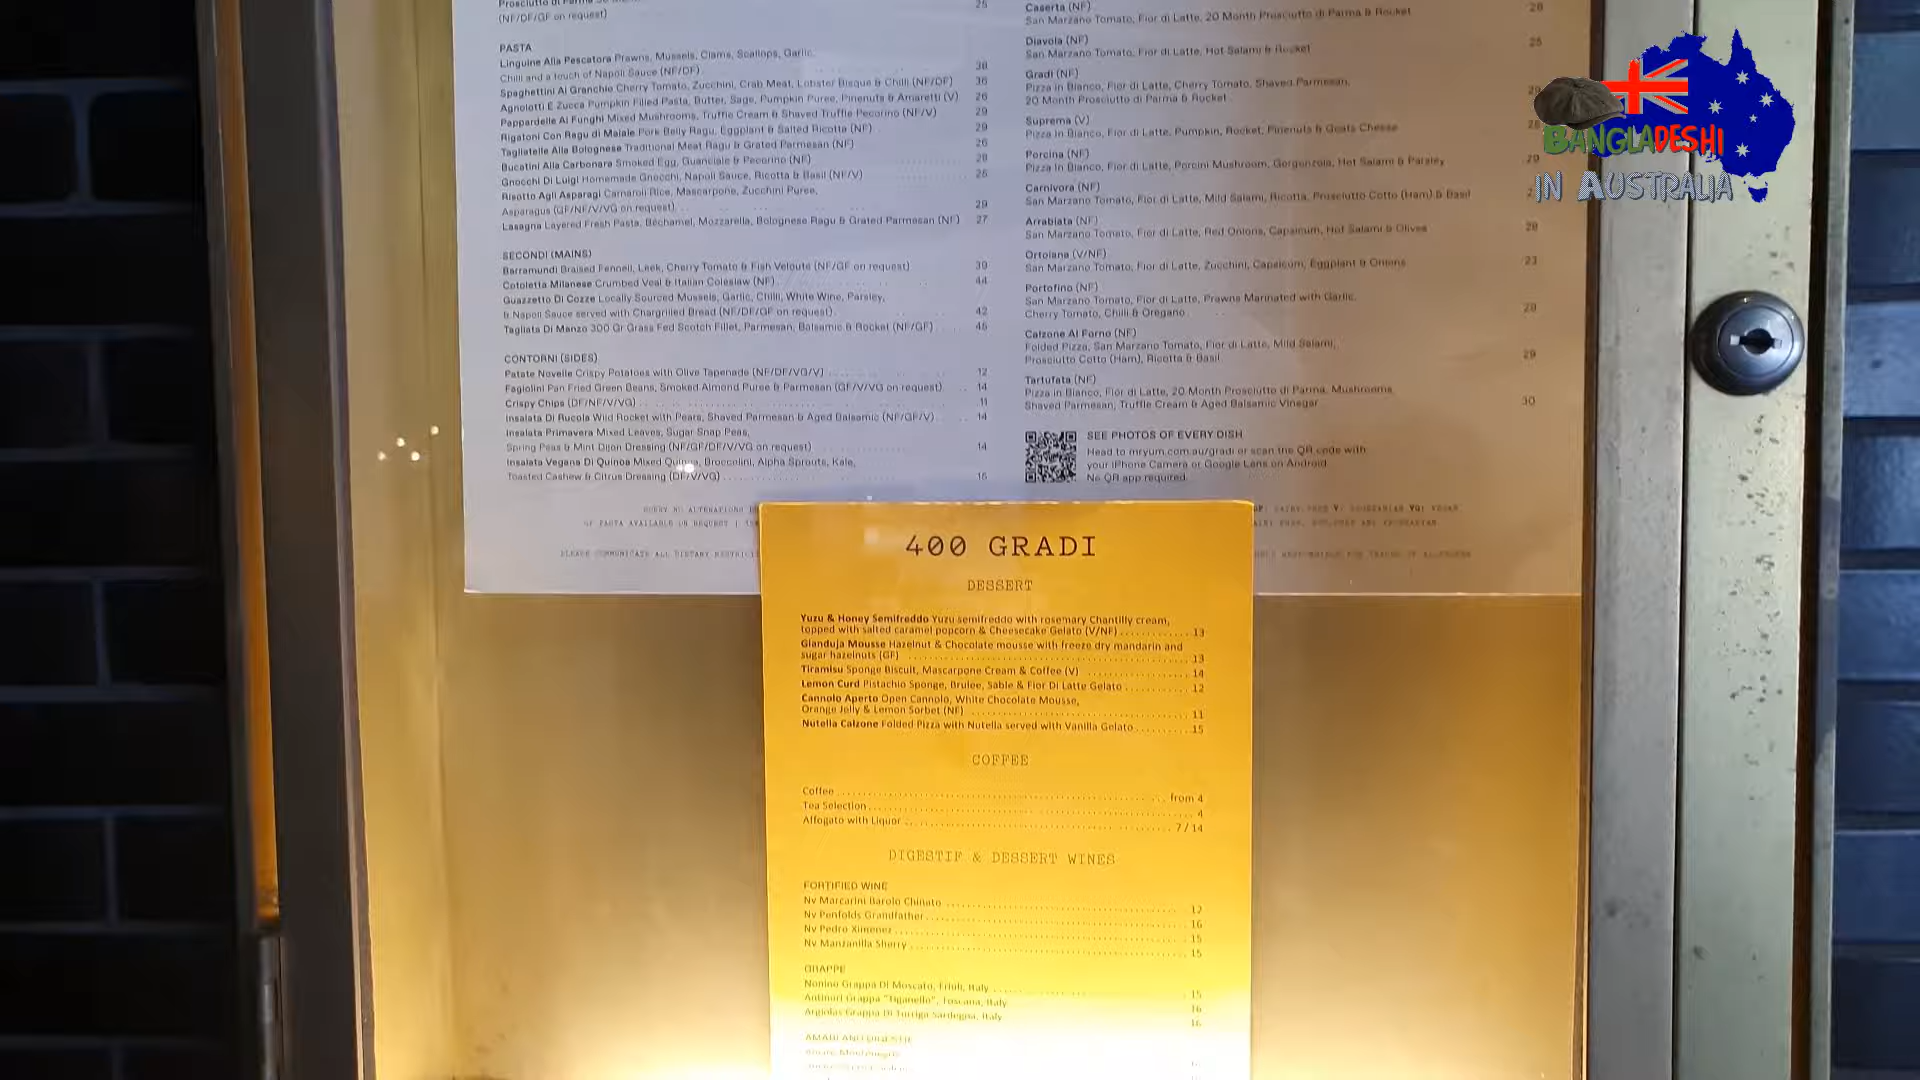 Prosciutto di Parma
(NF/DF/GF on request)
25
PASTA
Linguine Alla Pescatora Prawns, Mussels, Clams, Scallops, Garlic,
Chilli and a touch of Napoli Sauce (NF/DF) 38
Spaghettini Al Granchio Cherry Tomato, Zucchini, Crab Meat, Lobster Bisque & Chilli (NF/DF) 36
Agnolotti E Zucca Pumpkin Filled Pasta, Butter, Sage, Pumpkin Puree, Pinenuts & Amaretti (V) 26
Pappardelle Ai Funghi Mixed Mushrooms, Truffle Cream & Shaved Truffle Pecorino (NF/V) 29
Rigatoni Con Ragu di Maiale Pork Belly Ragu, Eggplant & Salted Ricotta (NF) 29
Tagliatelle Alla Bolognese Traditional Meat Ragu & Grated Parmesan (NF) 26
Bucatini Alla Carbonara Smoked Egg, Guanciale & Pecorino (NF) 28
Gnocchi Di Luigi Homemade Gnocchi, Napoli Sauce, Ricotta & Basil (NF/V) 26
Risotto Agli Asparagi Carnaroli Rice, Mascarpone, Zucchini Puree,
Asparagus (GF/NF/V/VG on request) 29
Lasagna Layered Fresh Pasta, Béchamel, Mozzarella, Bolognese Ragu & Grated Parmesan (NF) 27
SECONDI (MAINS)
Barramundi Braised Fennell, Leek, Cherry Tomato & Fish Veloute (NF/GF on request) 39
Cotoletta Milanese Crumbed Veal & Italian Coleslaw (NF) 44
Guazzetto Di Cozze Locally Sourced Mussels, Garlic, Chilli, White Wine, Parsley,
& Napoli Sauce served with Chargrilled Bread (NF/DF/GF on request) 42
Tagliata Di Manzo 300 Gr Grass Fed Scotch Fillet, Parmesan, Balsamic & Rocket (NF/GF) 46
CONTORNI (SIDES)
Patate Novelle Crispy Potatoes with Olive Tapenade (NF/DF/VG/V) 12
Fagiolini Pan Fried Green Beans, Smoked Almond Puree & Parmesan (GF/V/VG on request) 14
Crispy Chips (DF/NF/V/VG) 11
Insalata Di Rucola Wild Rocket with Pears, Shaved Parmesan & Aged Balsamic (NF/GF/V) 14
Insalata Primavera Mixed Leaves, Sugar Snap Peas,
Spring Peas & Mint Dijon Dressing (NF/GF/DF/V/VG on request) 14
Insalata Vegana Di Quinoa Mixed Quinoa, Broccolini, Alpha Sprouts, Kale,
Toasted Cashew & Citrus Dressing (DF/V/VG) 16
Caserta (NF)
San Marzano Tomato, Fior di Latte, 20 Month Prosciutto di Parma & Rocket 28
Diavola (NF)
San Marzano Tomato, Fior di Latte, Hot Salami & Rocket 25
Gradi (NF)
Pizza in Bianco, Fior di Latte, Cherry Tomato, Shaved Parmesan,
20 Month Prosciutto di Parma & Rocket
Suprema (V)
Pizza in Bianco, Fior di Latte, Pumpkin, Rocket, Pinenuts & Goats Cheese
Porcina (NF)
Pizza in Bianco, Fior di Latte, Porcini Mushroom, Gorgonzola, Hot Salami & Parsley 29
Carnivora (NF)
San Marzano Tomato, Fior di Latte, Mild Salami, Ricotta, Prosciutto Cotto (Ham) & Basil
Arrabiata (NF)
San Marzano Tomato, Fior di Latte, Red Onions, Capsicum, Hot Salami & Olives 28
Ortolana (V/NF)
San Marzano Tomato, Fior di Latte, Zucchini, Capsicum, Eggplant & Onions 23
Portofino (NF)
San Marzano Tomato, Fior di Latte, Prawns Marinated with Garlic,
Cherry Tomato, Chilli & Oregano 29
Calzone Al Forno (NF)
Folded Pizza, San Marzano Tomato, Fior di Latte, Mild Salami,
Prosciutto Cotto (Ham), Ricotta & Basil 29
Tartufata (NF)
Pizza in Bianco, Fior di Latte, 20 Month Prosciutto di Parma, Mushrooms,
Shaved Parmesan, Truffle Cream & Aged Balsamic Vinegar 30
SEE PHOTOS OF EVERY DISH
Head to mryum.com.au/gradi or scan the QR code with
your iPhone Camera or Google Lens on Android
No QR app required
SORRY NO ALTERATIONS
GF PASTA AVAILABLE ON REQUEST
PLEASE COMMUNICATE ALL DIETARY
400 GRADI
DESSERT
Yuzu & Honey Semifreddo Yuzu semifreddo with rosemary Chantilly cream,
topped with salted caramel popcorn & Cheesecake Gelato (V/NF) 13
Gianduja Mousse Hazelnut & Chocolate mousse with freeze dry mandarin and
sugar hazelnuts (GF) 13
Tiramisu Sponge Biscuit, Mascarpone Cream & Coffee (V) 14
Lemon Curd Pistachio Sponge, Brulee, Sable & Fior Di Latte Gelato 12
Cannolo Aperto Open Cannolo, White Chocolate Mousse,
Orange Jelly & Lemon Sorbet (NF) 11
Nutella Calzone Folded Pizza with Nutella served with Vanilla Gelato 15
COFFEE
Coffee from 4
Tea Selection 4
Affogato with Liquor 7/14
DIGESTIF & DESSERT WINES
FORTIFIED WINE
Nv Marcarini Barolo Chinato 12
Nv Penfolds Grandfather 16
Nv Pedro Ximenez 15
Nv Manzanilla Sherry 15
GRAPPE
Nonino Grappa Di Moscato, Friuli, Italy 15
Antinori Grappa "Tiganello", Toscana, Italy 16
Argiolas Grappa Di Turriga Sardegna, Italy 16
BANGLADESHI
IN AUSTRALIA